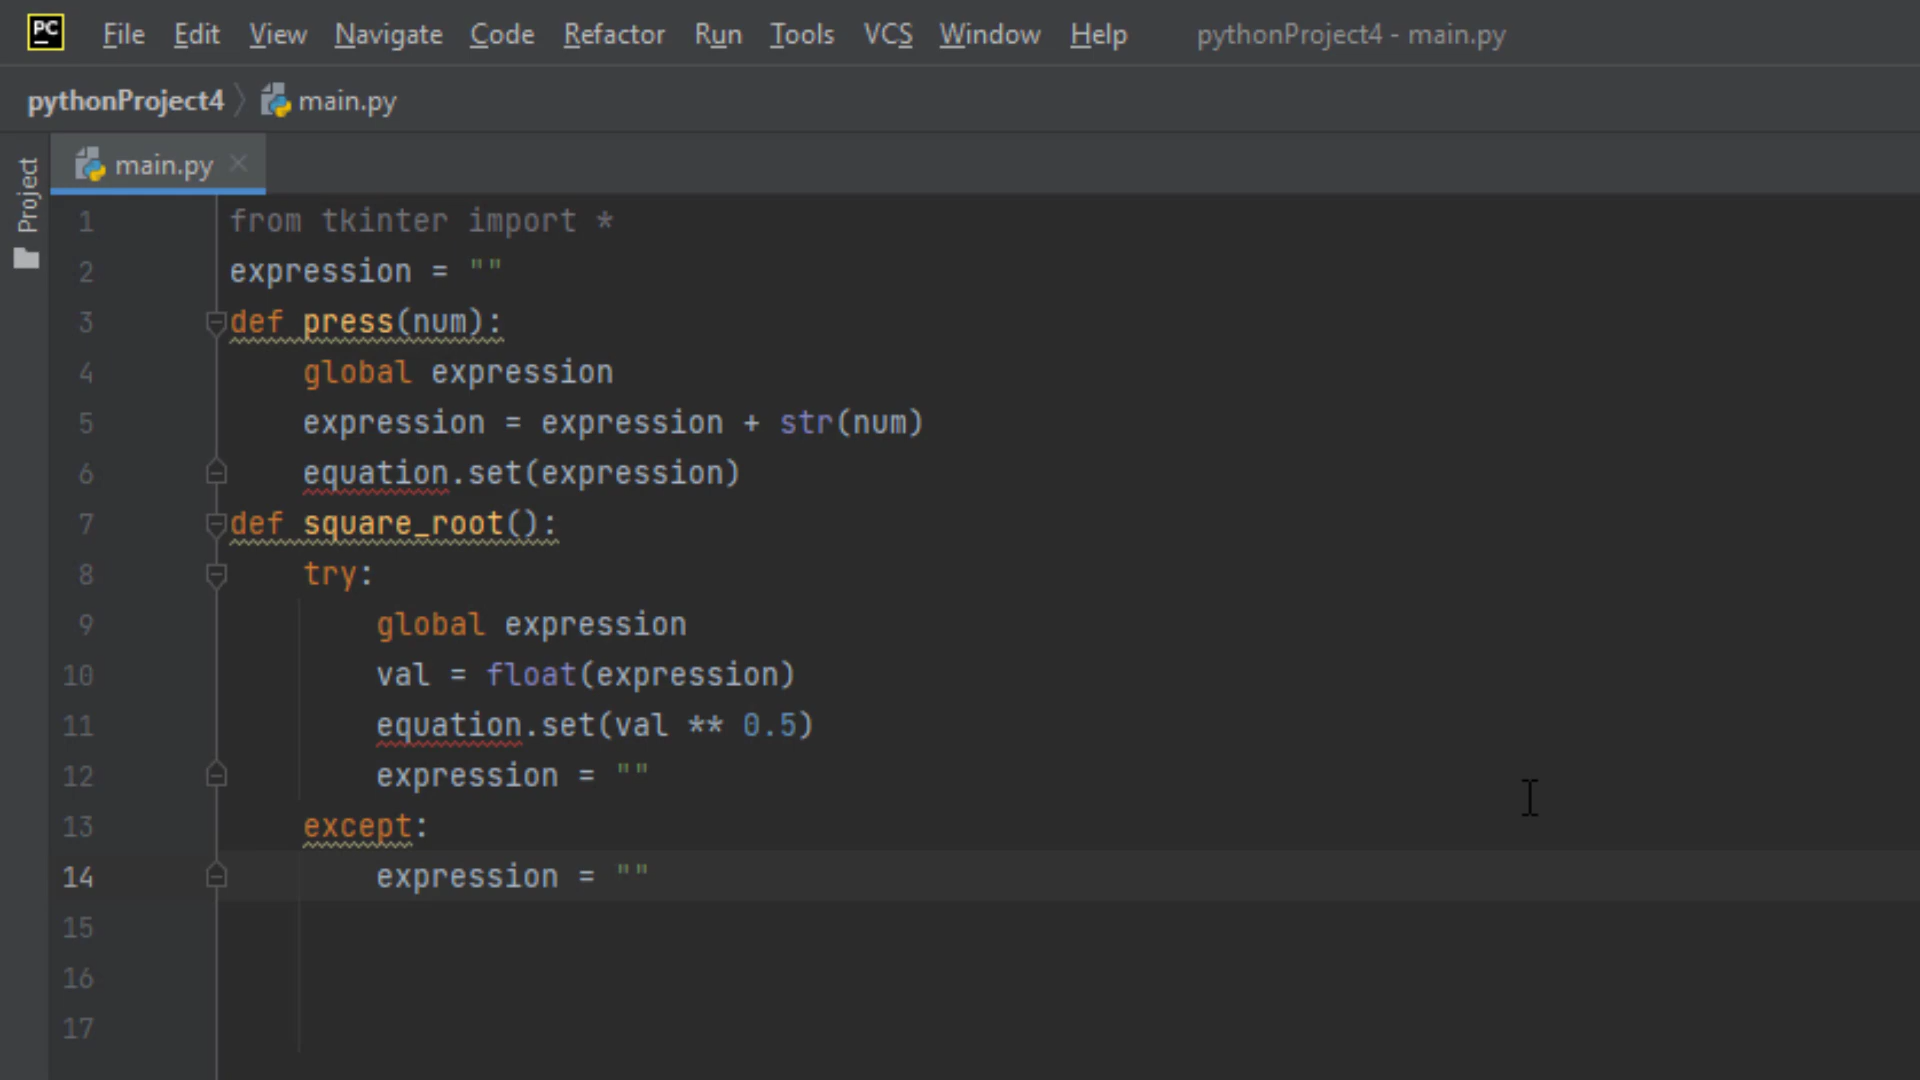 PC File Edit View Navigate Code Refactor Run Tools VCS Window Help pythonProject4 - main.py
pythonProject4 main.py
Project
main.py
1 from tkinter import *
2 expression = ""
3 def press(num):
4     global expression
5     expression = expression + str(num)
6     equation.set(expression)
7 def square_root():
8     try:
9         global expression
10         val = float(expression)
11         equation.set(val ** 0.5)
12         expression = ""
13     except:
14         expression = ""
15
16
17